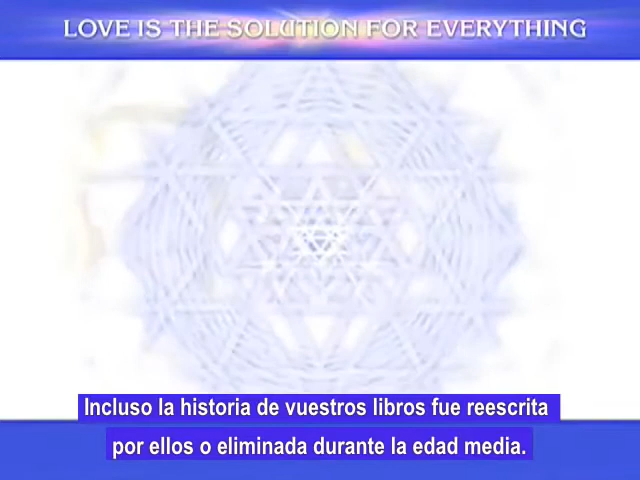 LOVE IS THE SOLUTION FOR EVERYTHING
Incluso la historia de vuestros libros fue reescrita
por ellos o eliminada durante la edad media.